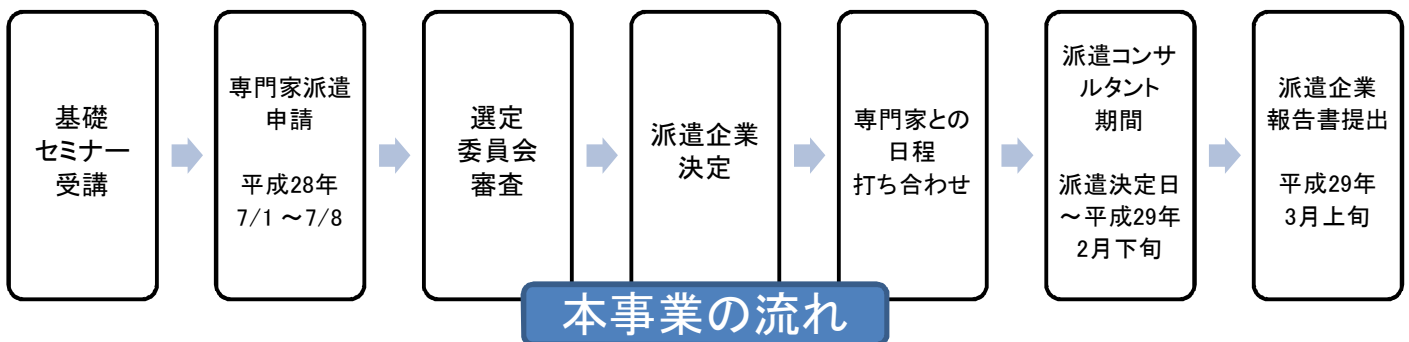 基礎
セミナー
受講
専門家派遣
申請
平成28年
7/1 ～7/8
選定
委員会
審査
派遣企業
決定
専門家との
日程
打ち合わせ
派遣コンサ
ルタント
期間
派遣決定日
～平成29年
2月下旬
派遣企業
報告書提出
平成29年
3月上旬
本事業の流れ